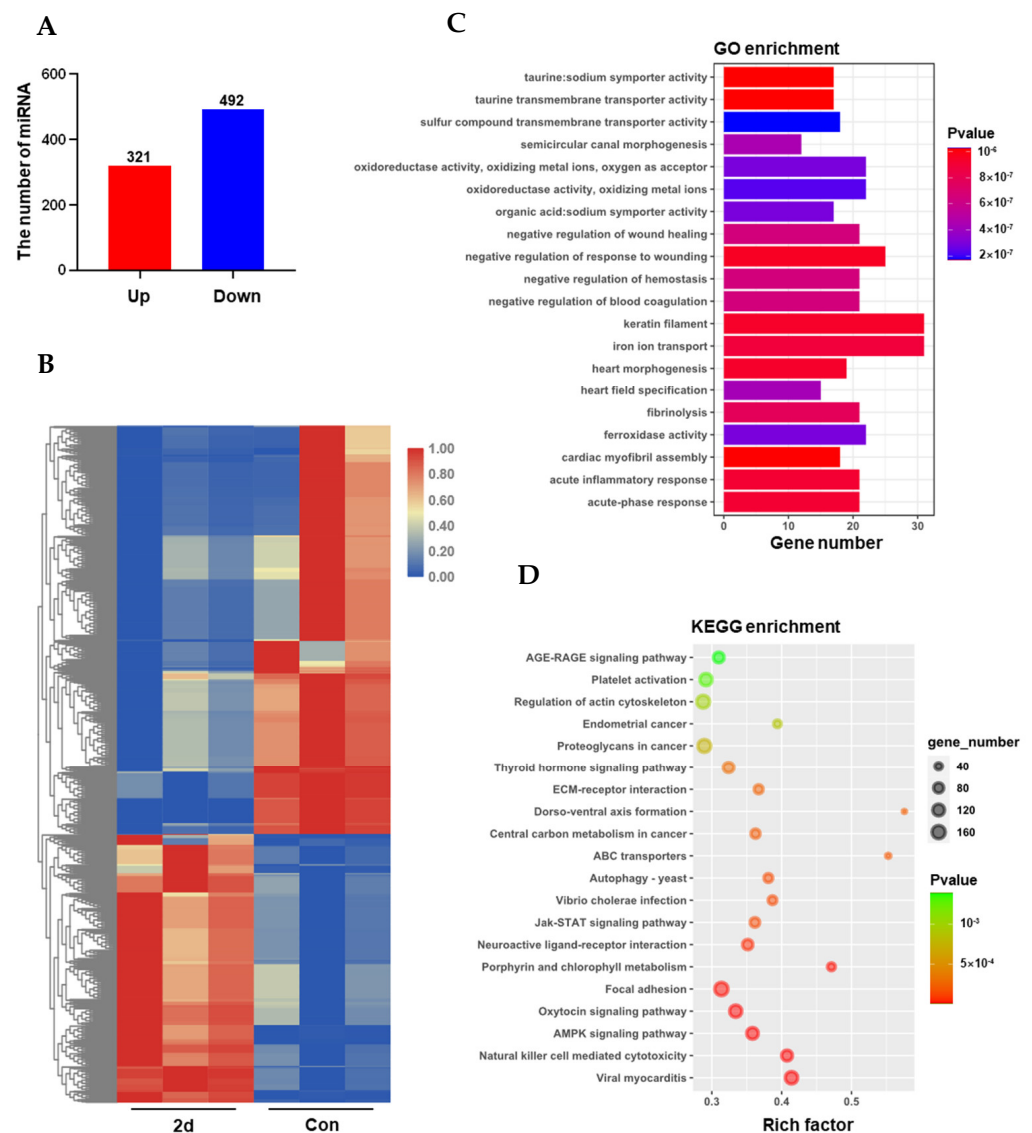 A
The number of miRNA
600
400
200
0
321
492
Up
Down
B
1.00
0.80
0.60
0.40
0.20
0.00
2d
Con
C
GO enrichment
taurine:sodium symporter activity
taurine transmembrane transporter activity
sulfur compound transmembrane transporter activity
semicircular canal morphogenesis
oxidoreductase activity, oxidizing metal ions, oxygen as acceptor
oxidoreductase activity, oxidizing metal ions
organic acid:sodium symporter activity
negative regulation of wound healing
negative regulation of response to wounding
negative regulation of hemostasis
negative regulation of blood coagulation
keratin filament
iron ion transport
heart morphogenesis
heart field specification
fibrinolysis
ferroxidase activity
cardiac myofibril assembly
acute inflammatory response
acute-phase response
0 10 20 30
Gene number
Pvalue
10⁻⁶
8×10⁻⁷
6×10⁻⁷
4×10⁻⁷
2×10⁻⁷
D
KEGG enrichment
AGE-RAGE signaling pathway
Platelet activation
Regulation of actin cytoskeleton
Endometrial cancer
Proteoglycans in cancer
Thyroid hormone signaling pathway
ECM-receptor interaction
Dorso-ventral axis formation
Central carbon metabolism in cancer
ABC transporters
Autophagy - yeast
Vibrio cholerae infection
Jak-STAT signaling pathway
Neuroactive ligand-receptor interaction
Porphyrin and chlorophyll metabolism
Focal adhesion
Oxytocin signaling pathway
AMPK signaling pathway
Natural killer cell mediated cytotoxicity
Viral myocarditis
0.3 0.4 0.5
Rich factor
gene_number
40
80
120
160
Pvalue
10⁻³
5×10⁻⁴